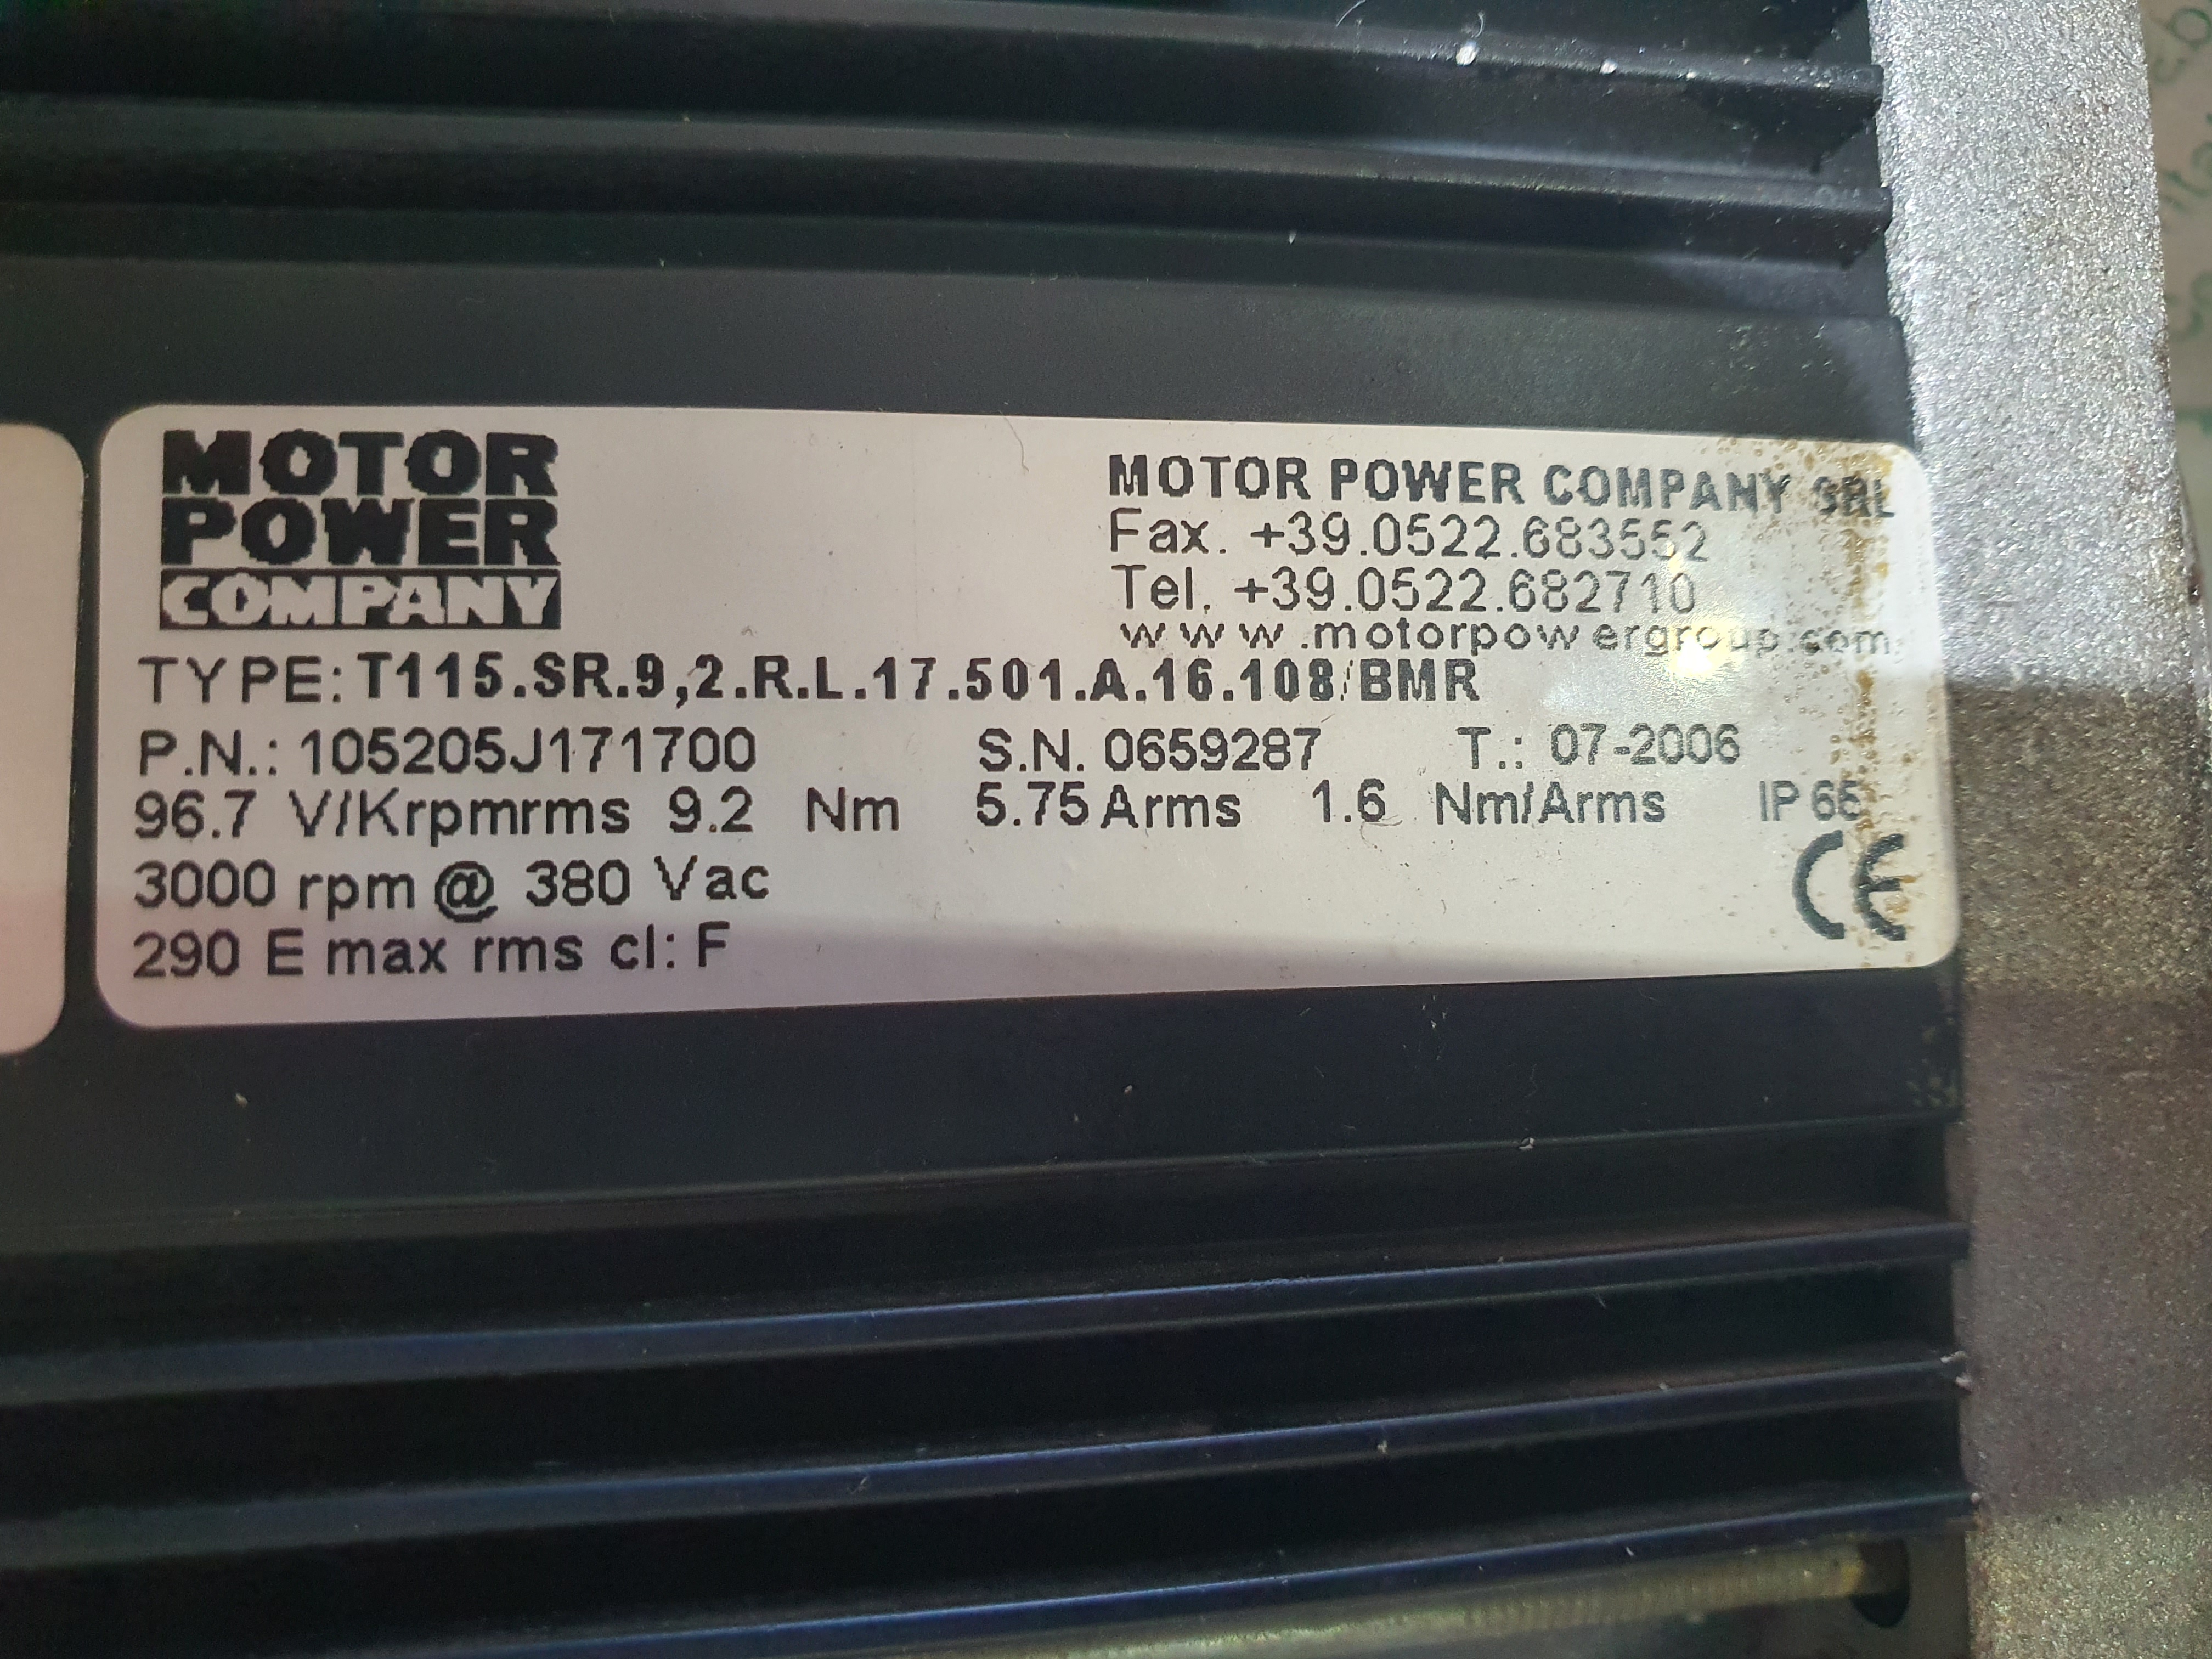 MOTOR
POWER
COMPANY
MOTOR POWER COMPANY SRL
Fax. +39.0522.683552
Tel. +39.0522.682710
www.motorpowergroup.com
TYPE: T115.SR.9,2.R.L.17.501.A.16.108/BMR
P.N.: 105205J171700 S.N. 0659287 T.: 07-2006
96.7 V/Krpmrms 9.2 Nm 5.75 Arms 1.6 Nm/Arms IP 65
CE
3000 rpm @ 380 Vac
290 E max rms cl: F